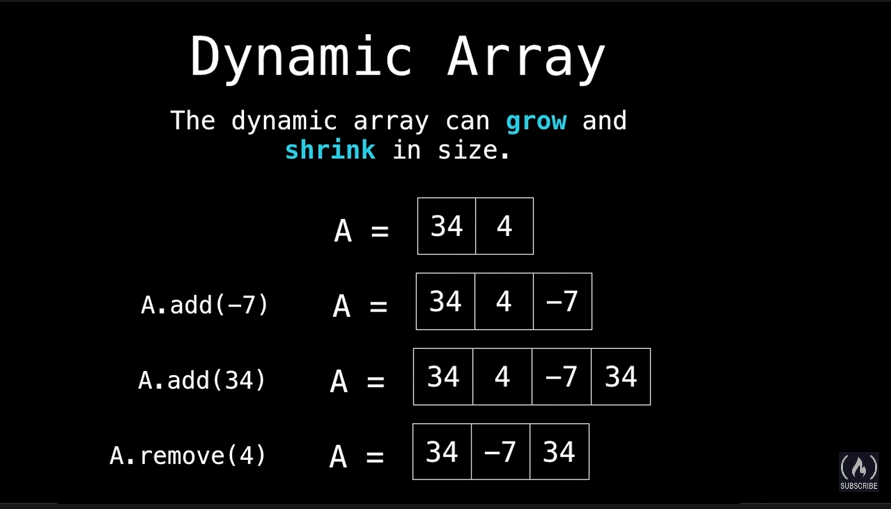 Dynamic Array
The dynamic array can grow and
shrink in size.
A = 34 4
A.add(−7) A = 34 4 −7
A.add(34) A = 34 4 −7 34
A.remove(4) A = 34 −7 34
SUBSCRIBE